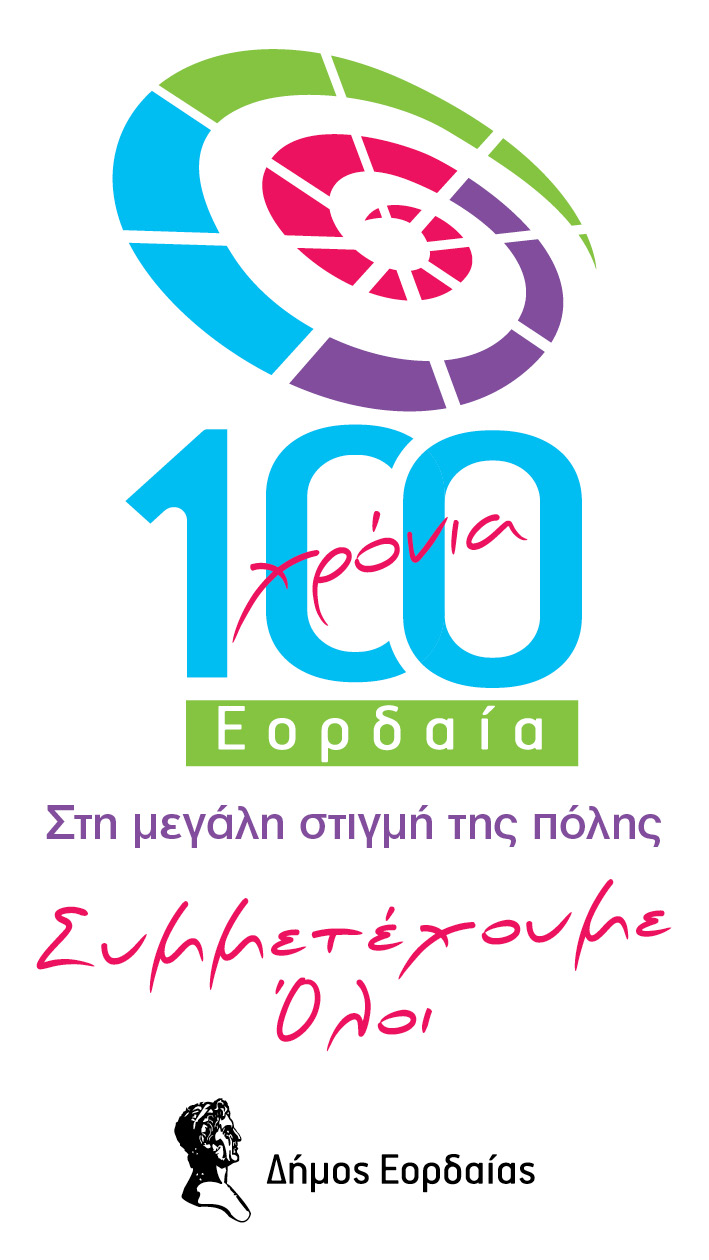 100
χρόνια
Εορδαία
Στη μεγάλη στιγμή της πόλης
Συμμετέχουμε
Όλοι
Δήμος Εορδαίας